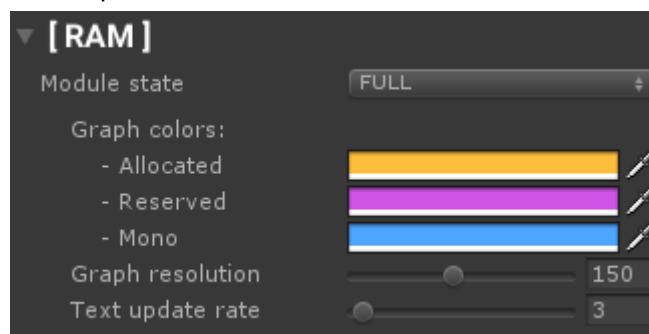 [ RAM ]
Module state FULL
Graph colors:
- Allocated
- Reserved
- Mono
Graph resolution 150
Text update rate 3